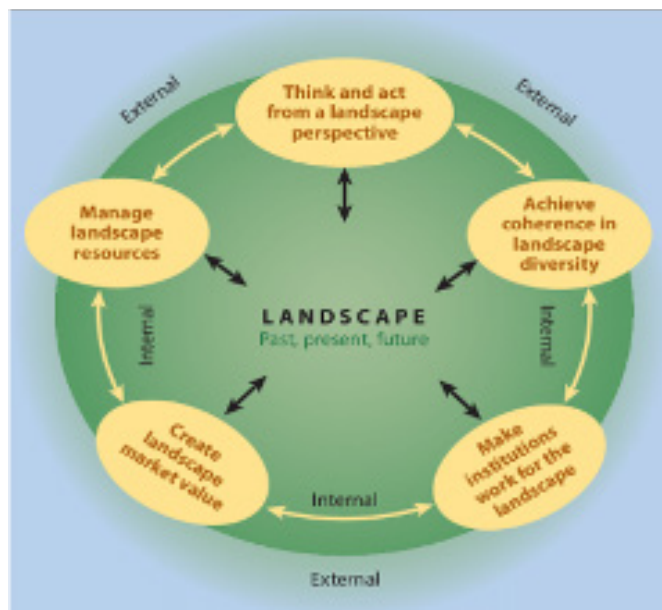 External
Think and act
from a landscape
perspective
External
Manage
landscape
resources
Achieve
coherence in
landscape
diversity
LANDSCAPE
Past, present, future
Internal
Internal
Create
landscape
market value
Make
institutions
work for the
landscape
Internal
External